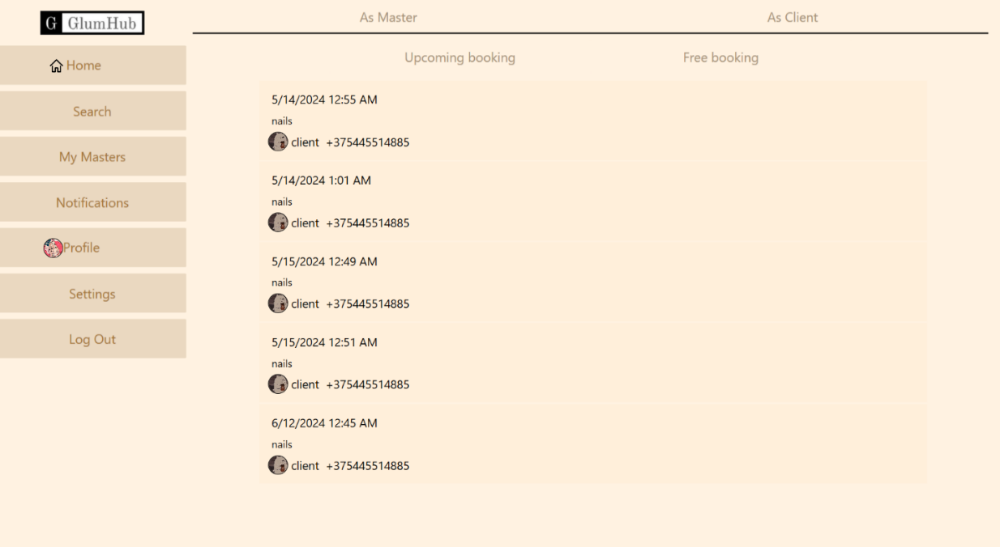 G GlumHub
Home
Search
My Masters
Notifications
Profile
Settings
Log Out
As Master As Client
Upcoming booking Free booking
5/14/2024 12:55 AM
nails
client +375445514885
5/14/2024 1:01 AM
nails
client +375445514885
5/15/2024 12:49 AM
nails
client +375445514885
5/15/2024 12:51 AM
nails
client +375445514885
6/12/2024 12:45 AM
nails
client +375445514885